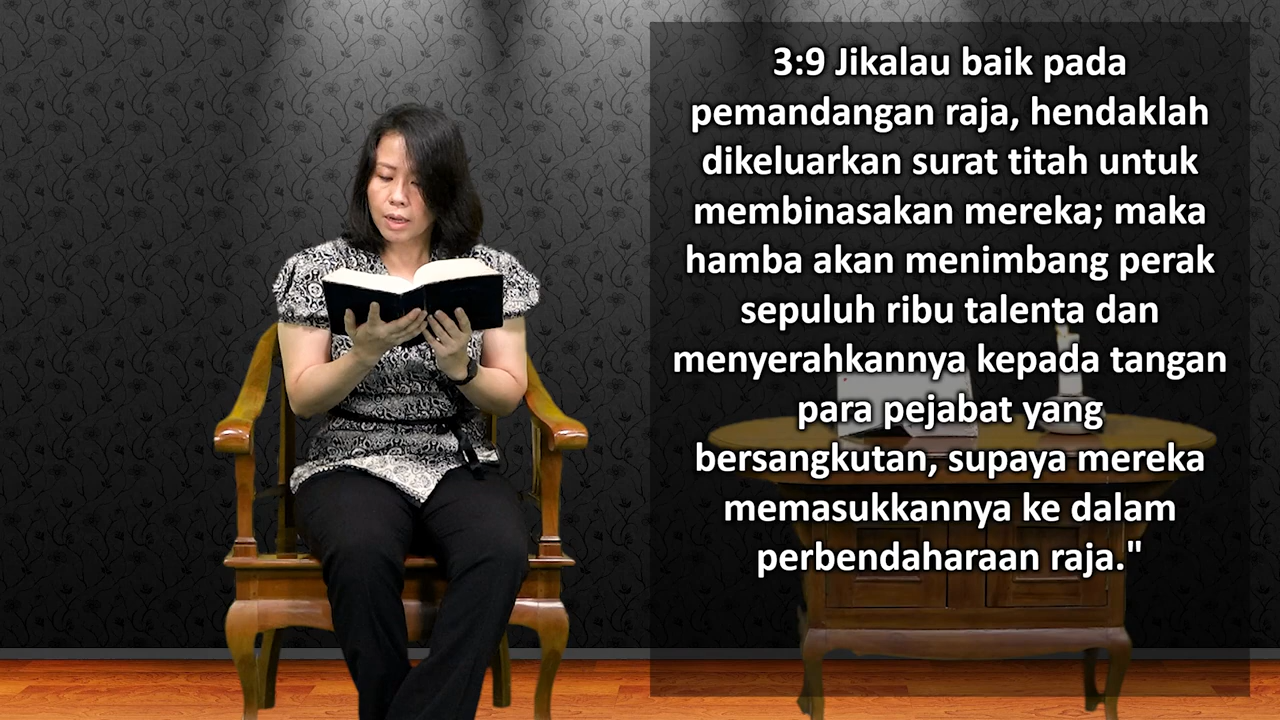 3:9 Jikalau baik pada
pemandangan raja, hendaklah
dikeluarkan surat titah untuk
membinasakan mereka; maka
hamba akan menimbang perak
sepuluh ribu talenta dan
menyerahkannya kepada tangan
para pejabat yang
bersangkutan, supaya mereka
memasukkannya ke dalam
perbendaharaan raja."